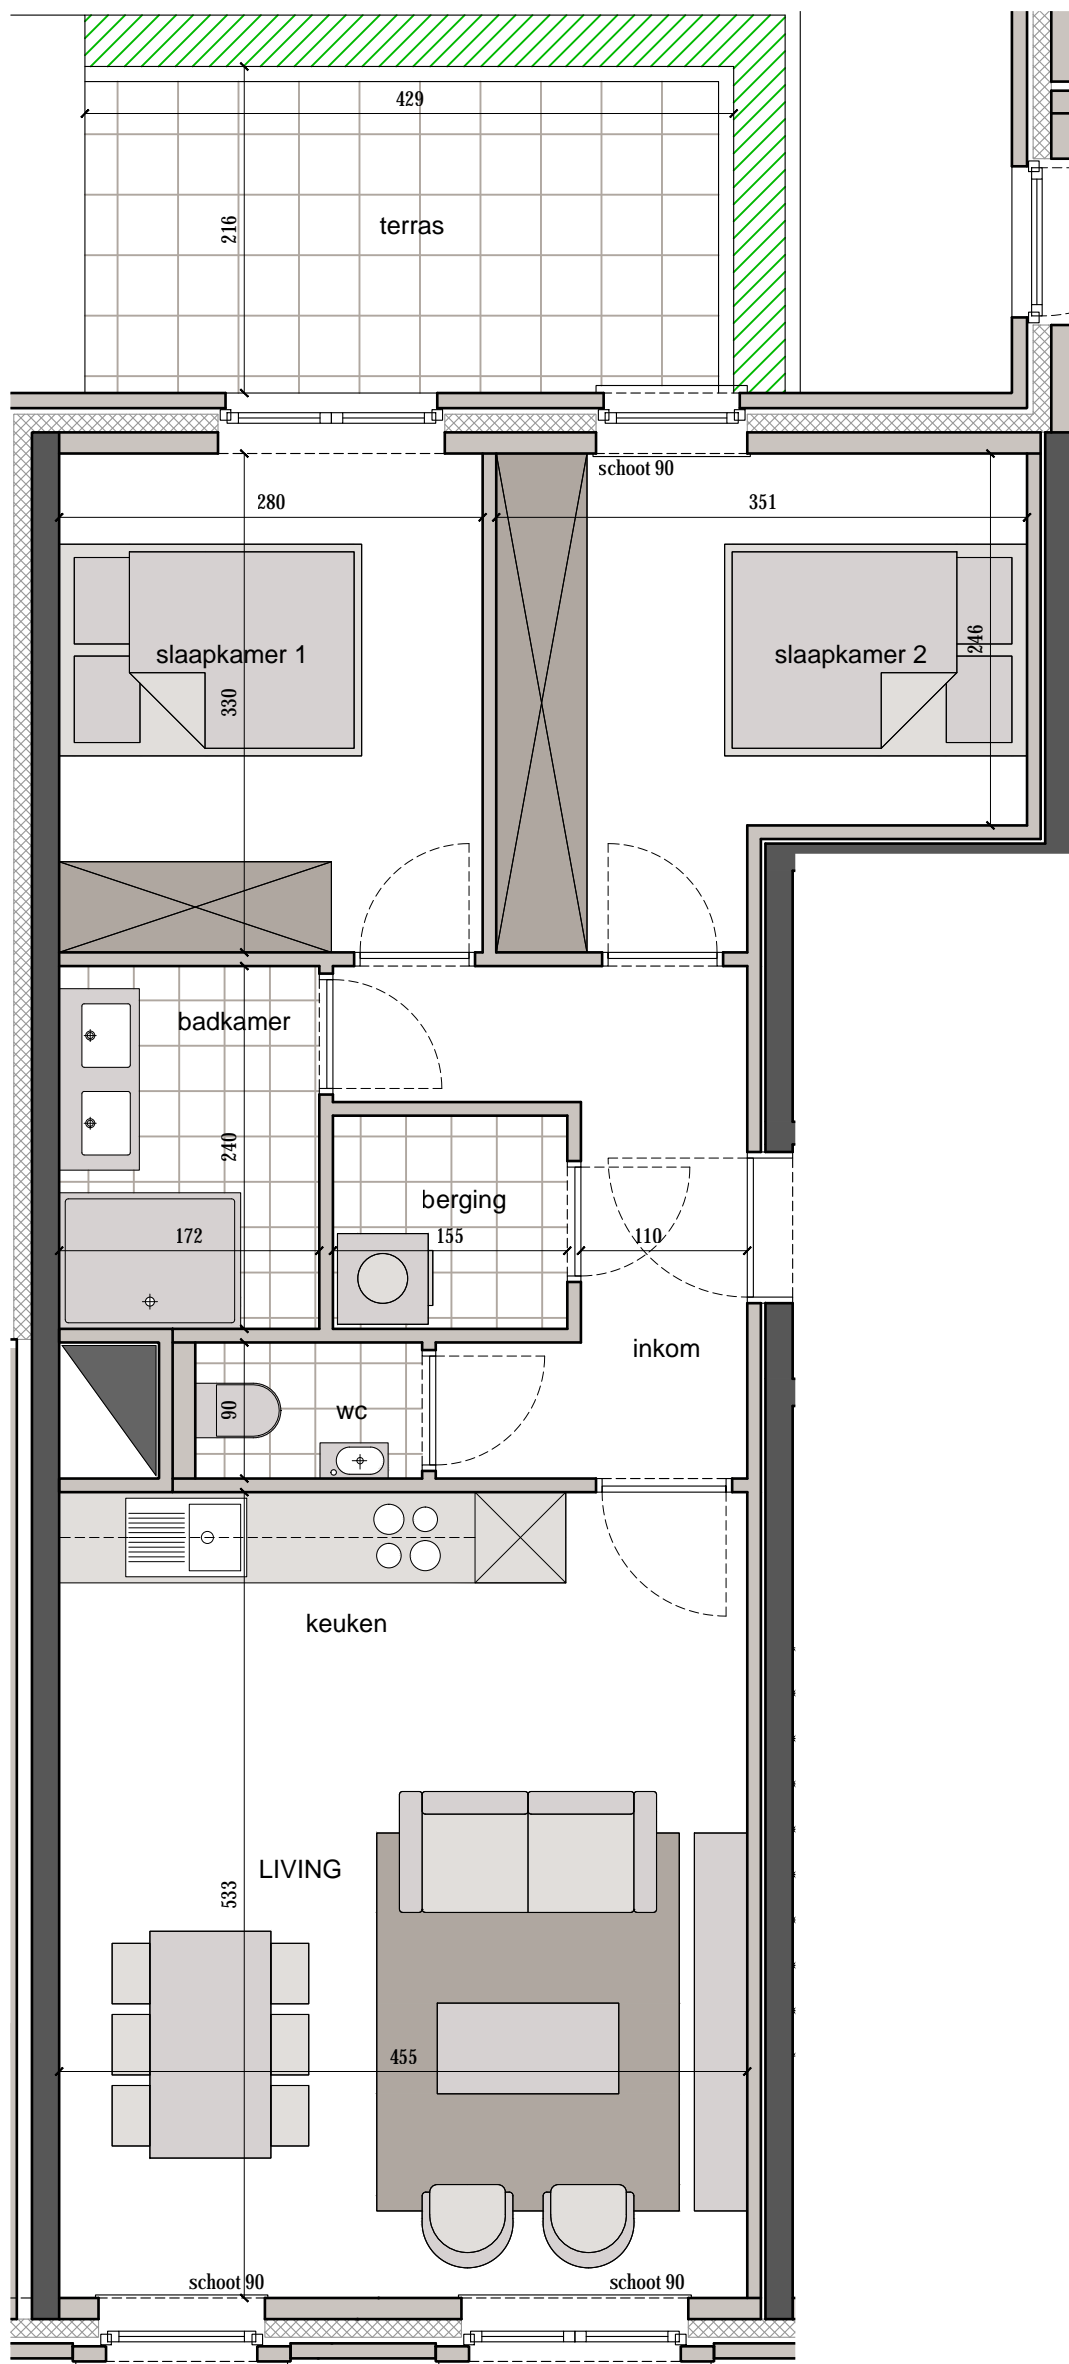 429
216
terras
schoot 90
280
351
slaapkamer 1
slaapkamer 2
246
330
badkamer
240
berging
172
155
110
inkom
90
wc
keuken
LIVING
533
455
schoot 90
schoot 90